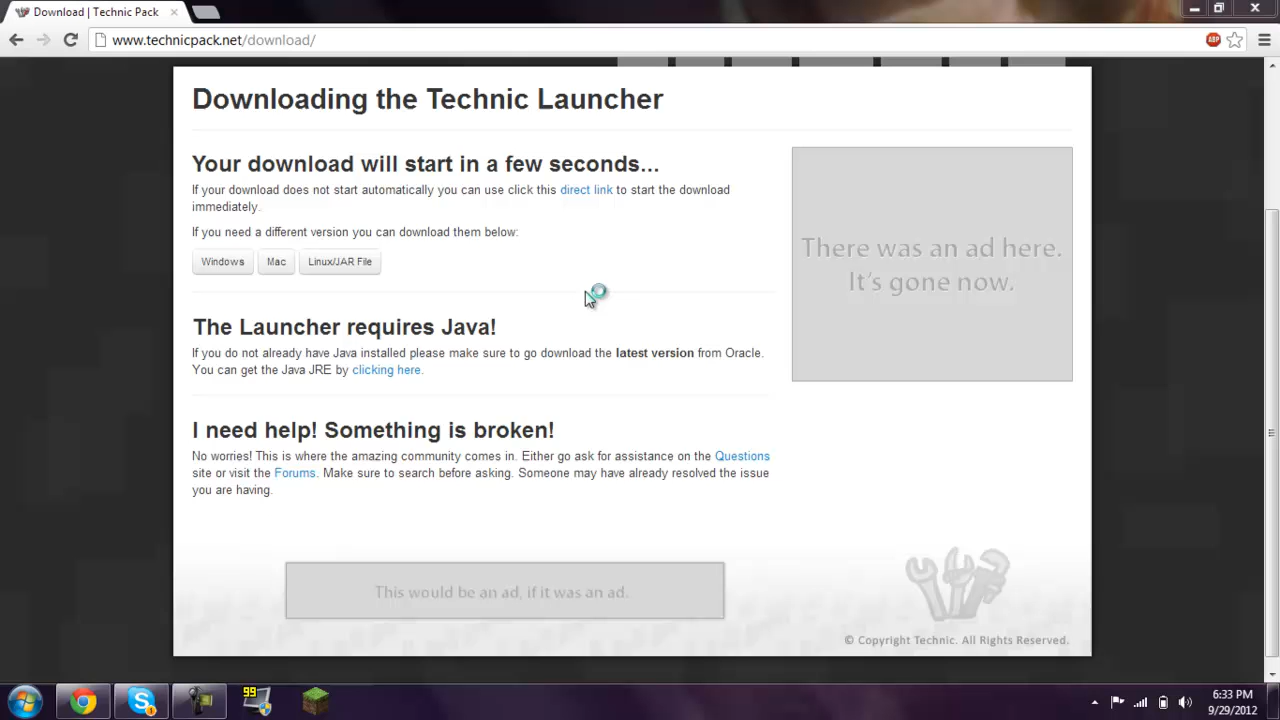 Download | Technic Pack
www.technicpack.net/download/
ABP
Downloading the Technic Launcher
Your download will start in a few seconds...
If your download does not start automatically you can use click this direct link to start the download
immediately.
If you need a different version you can download them below:
Windows Mac Linux/JAR File
There was an ad here.
It's gone now.
The Launcher requires Java!
If you do not already have Java installed please make sure to go download the latest version from Oracle.
You can get the Java JRE by clicking here.
I need help! Something is broken!
No worries! This is where the amazing community comes in. Either go ask for assistance on the Questions
site or visit the Forums. Make sure to search before asking. Someone may have already resolved the issue
you are having.
This would be an ad, if it was an ad.
© Copyright Technic. All Rights Reserved.
99
6:33 PM
9/29/2012